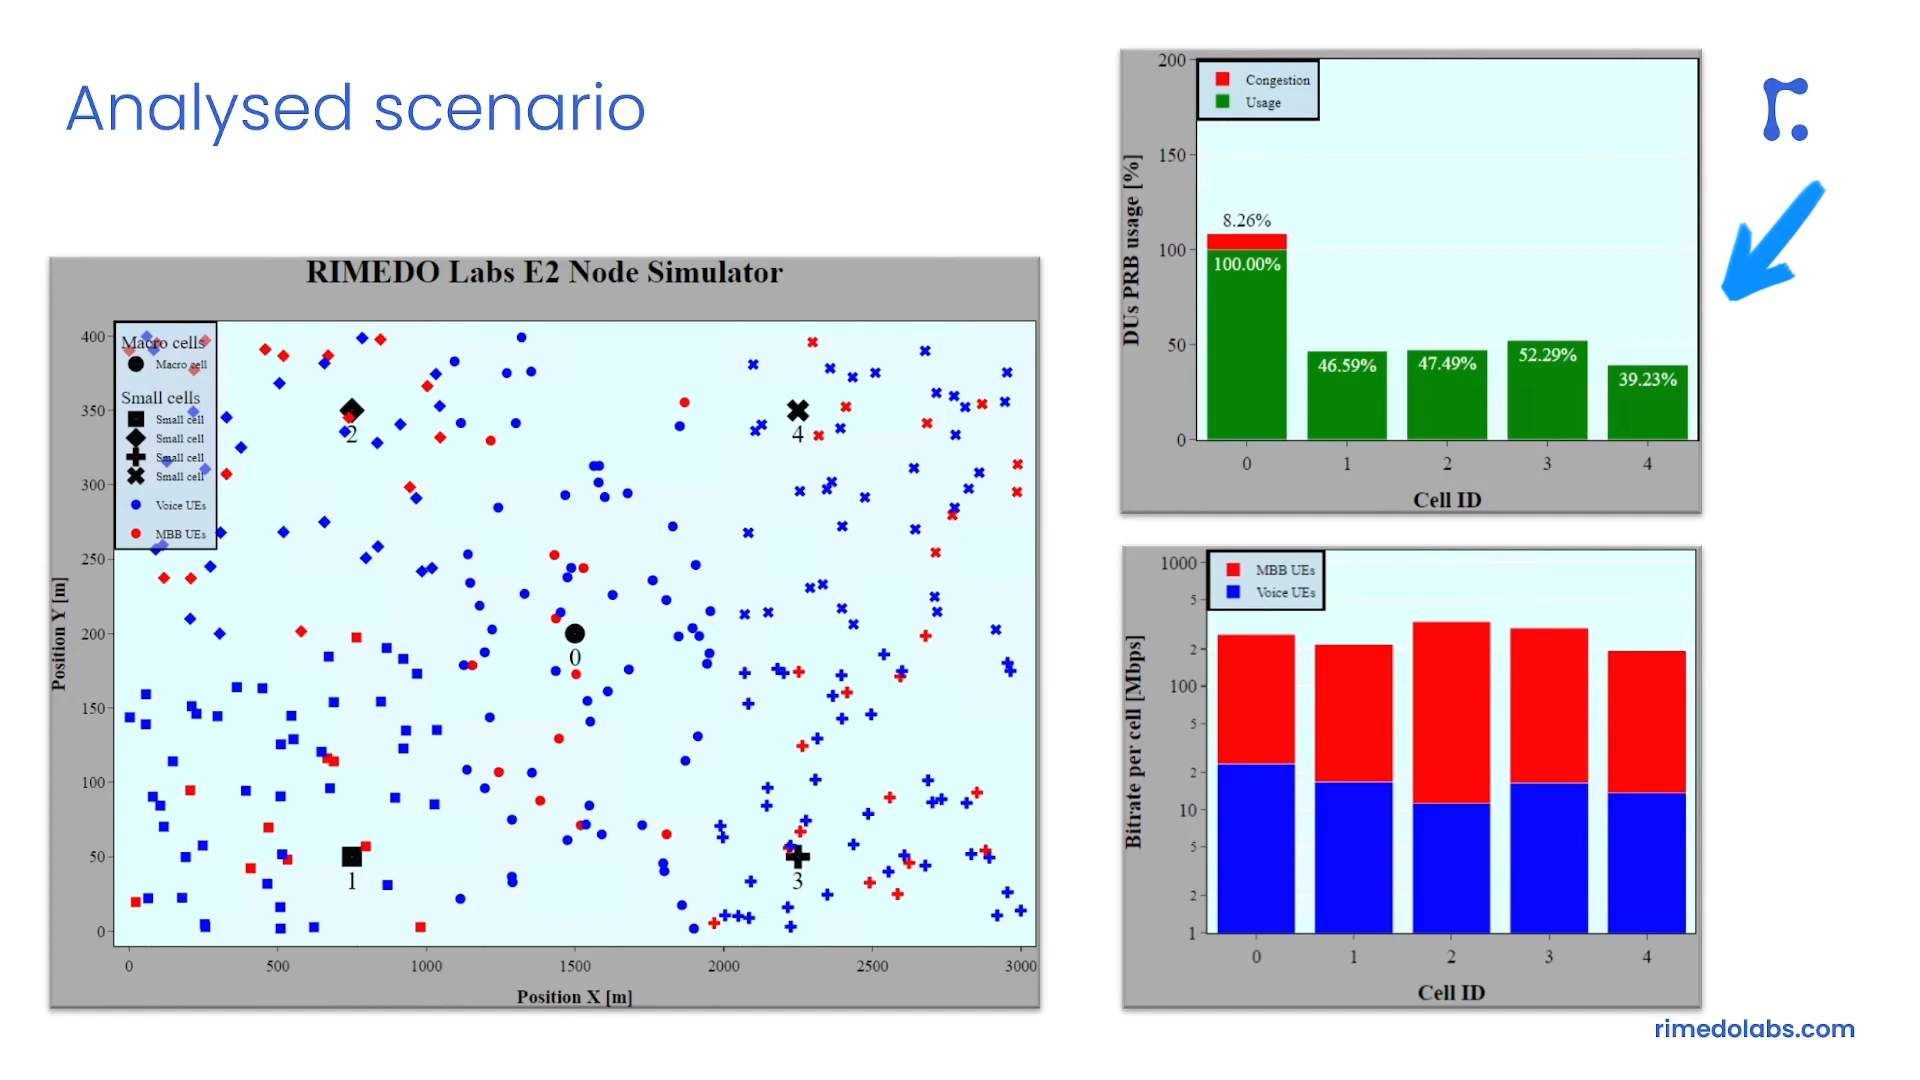 Analysed scenario
RIMEDO Labs E2 Node Simulator
Macro cells
Macro cell
Small cells
Small cell
Small cell
Small cell
Small cell
Voice UEs
MBB UEs
400
350
300
250
200
150
100
50
0
Position Y [m]
2
4
0
1
3
0 500 1000 1500 2000 2500 3000
Position X [m]
Congestion
Usage
200
150
100
50
0
DUs PRB usage [%]
8.26%
100.00%
46.59%
47.49%
52.29%
39.23%
0 1 2 3 4
Cell ID
r.
MBB UEs
Voice UEs
1000
5
2
100
5
2
10
5
2
1
Bitrate per cell [Mbps]
0 1 2 3 4
Cell ID
rimedolabs.com